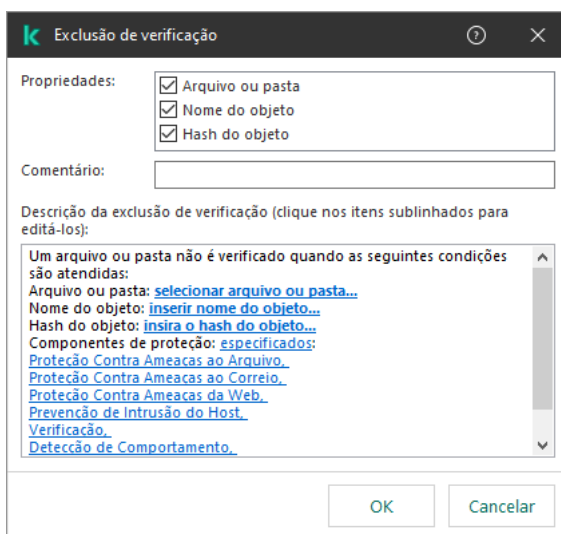 Exclusão de verificação
Propriedades:
Arquivo ou pasta
Nome do objeto
Hash do objeto
Comentário:
Descrição da exclusão de verificação (clique nos itens sublinhados para
editá-los):
Um arquivo ou pasta não é verificado quando as seguintes condições
são atendidas:
Arquivo ou pasta: selecionar arquivo ou pasta...
Nome do objeto: inserir nome do objeto...
Hash do objeto: insira o hash do objeto...
Componentes de proteção: especificados:
Proteção Contra Ameaças ao Arquivo,
Proteção Contra Ameaças ao Correio,
Proteção Contra Ameaças da Web,
Prevenção de Intrusão do Host,
Verificação,
Detecção de Comportamento,
OK Cancelar